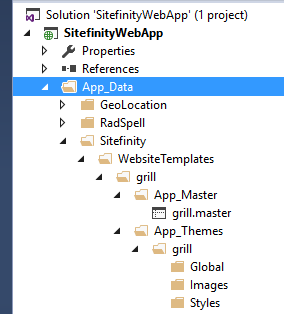 Solution 'SitefinityWebApp' (1 project)
SitefinityWebApp
Properties
References
App_Data
GeoLocation
RadSpell
Sitefinity
WebsiteTemplates
grill
App_Master
grill.master
App_Themes
grill
Global
Images
Styles